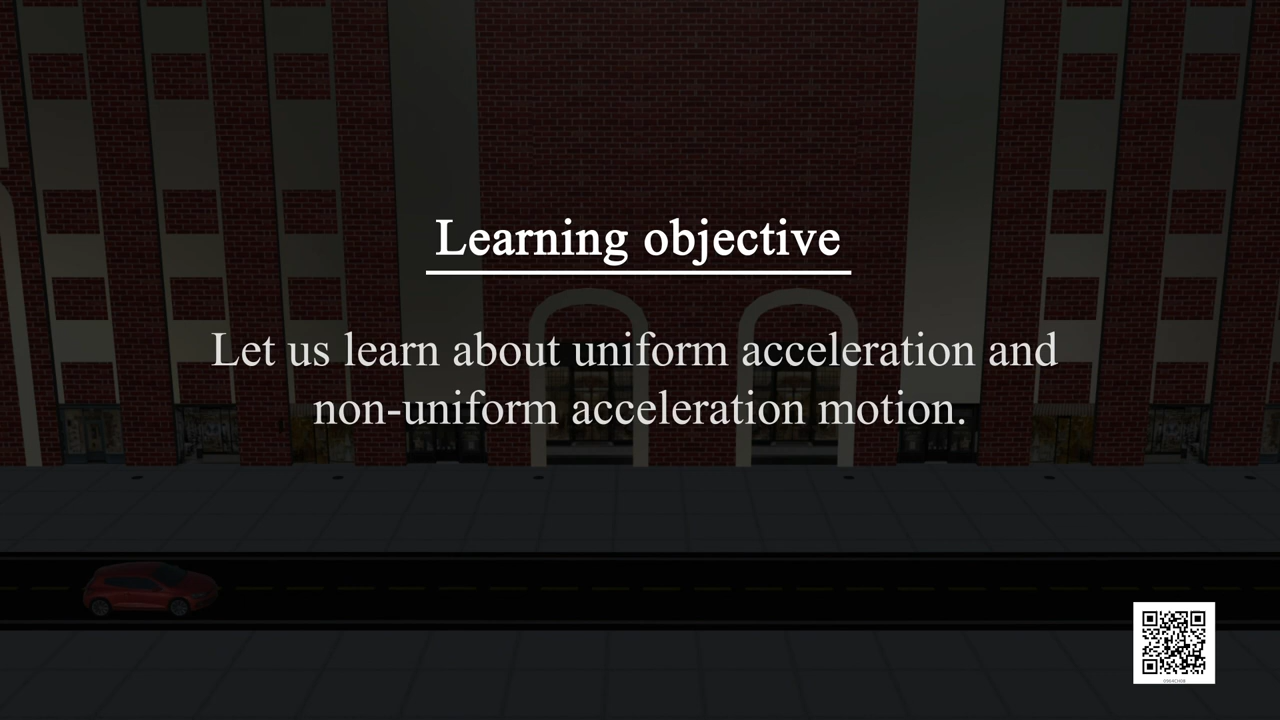 Learning objective
Let us learn about uniform acceleration and
non-uniform acceleration motion.